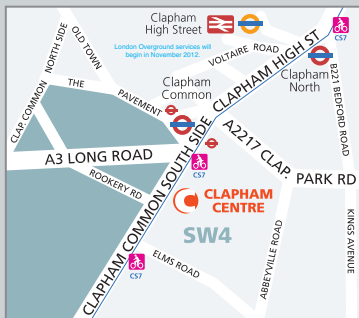 Clapham
High Street
CS7
London Overground services will
begin in November 2012.
VOLTAIRE ROAD
CLAP. COMMON NORTH SIDE
OLD TOWN
THE PAVEMENT
Clapham
Common
CLAPHAM HIGH ST
Clapham
North
B221 BEDFORD ROAD
A3 LONG ROAD
ROOKERY RD
CLAPHAM COMMON SOUTH SIDE
CS7
A2217 CLAP. PARK RD
CLAPHAM
CENTRE
SW4
KINGS AVENUE
ABBEYVILLE ROAD
ELMS ROAD
CS7